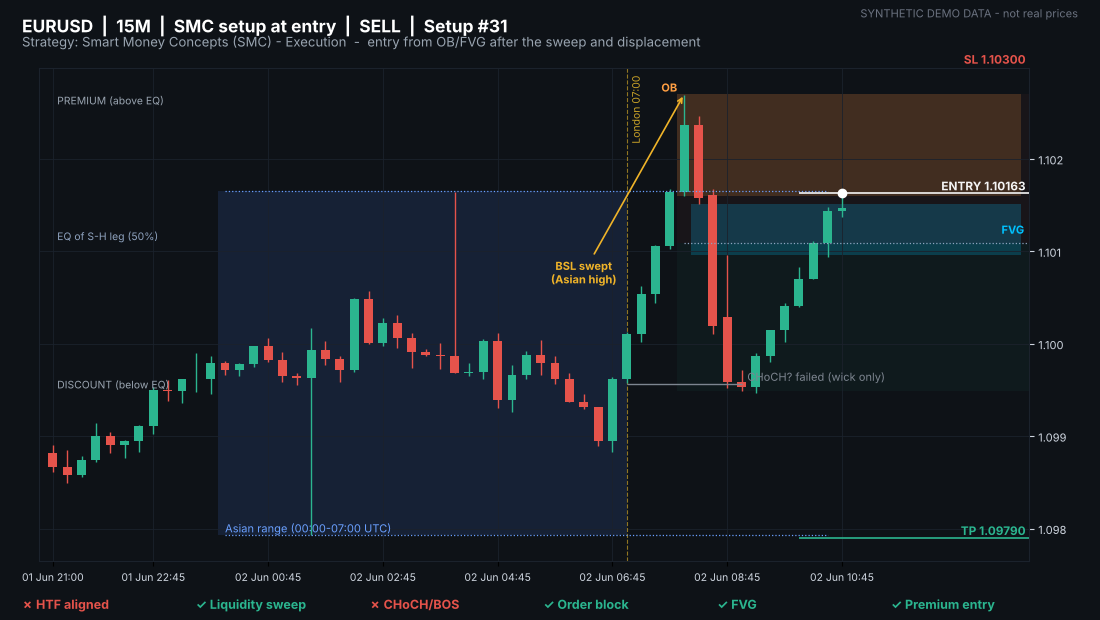 EURUSD | 15M | SMC setup at entry | SELL | Setup #31
SYNTHETIC DEMO DATA - not real prices
Strategy: Smart Money Concepts (SMC) - Execution - entry from OB/FVG after the sweep and displacement
SL 1.10300
PREMIUM (above EQ)
London 07:00
OB
1.102
ENTRY 1.10163
EQ of S-H leg (50%)
FVG
1.101
BSL swept
(Asian high)
1.100
DISCOUNT (below EQ)
CHoCH? failed (wick only)
1.099
Asian range (00:00-07:00 UTC)
TP 1.09790
1.098
01 Jun 21:00
01 Jun 22:45
02 Jun 00:45
02 Jun 02:45
02 Jun 04:45
02 Jun 06:45
02 Jun 08:45
02 Jun 10:45
× HTF aligned
✓ Liquidity sweep
× CHoCH/BOS
✓ Order block
✓ FVG
✓ Premium entry